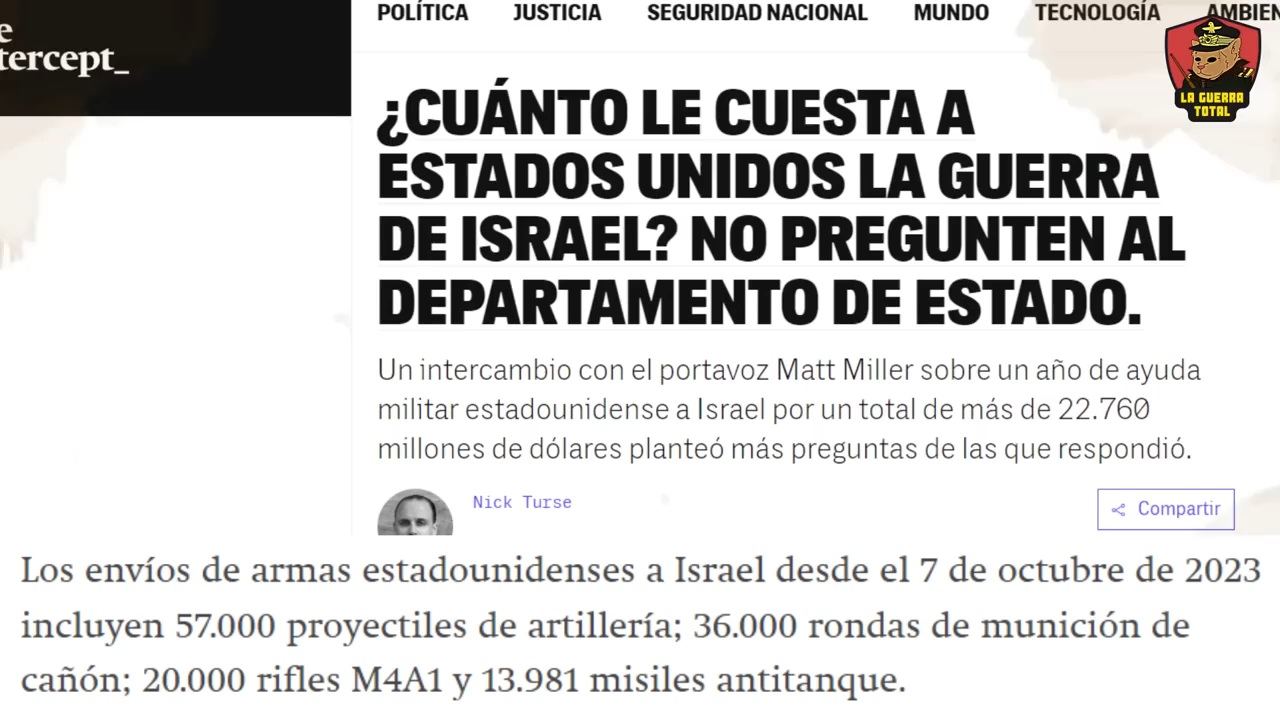 POLÍTICA JUSTICIA SEGURIDAD NACIONAL MUNDO TECNOLOGÍA AMBIEN
e
tercept_
LA GUERRA
TOTAL
¿CUÁNTO LE CUESTA A
ESTADOS UNIDOS LA GUERRA
DE ISRAEL? NO PREGUNTEN AL
DEPARTAMENTO DE ESTADO.
Un intercambio con el portavoz Matt Miller sobre un año de ayuda
militar estadounidense a Israel por un total de más de 22.760
millones de dólares planteó más preguntas de las que respondió.
Nick Turse
Compartir
Los envíos de armas estadounidenses a Israel desde el 7 de octubre de 2023
incluyen 57.000 proyectiles de artillería; 36.000 rondas de munición de
cañón; 20.000 rifles M4A1 y 13.981 misiles antitanque.